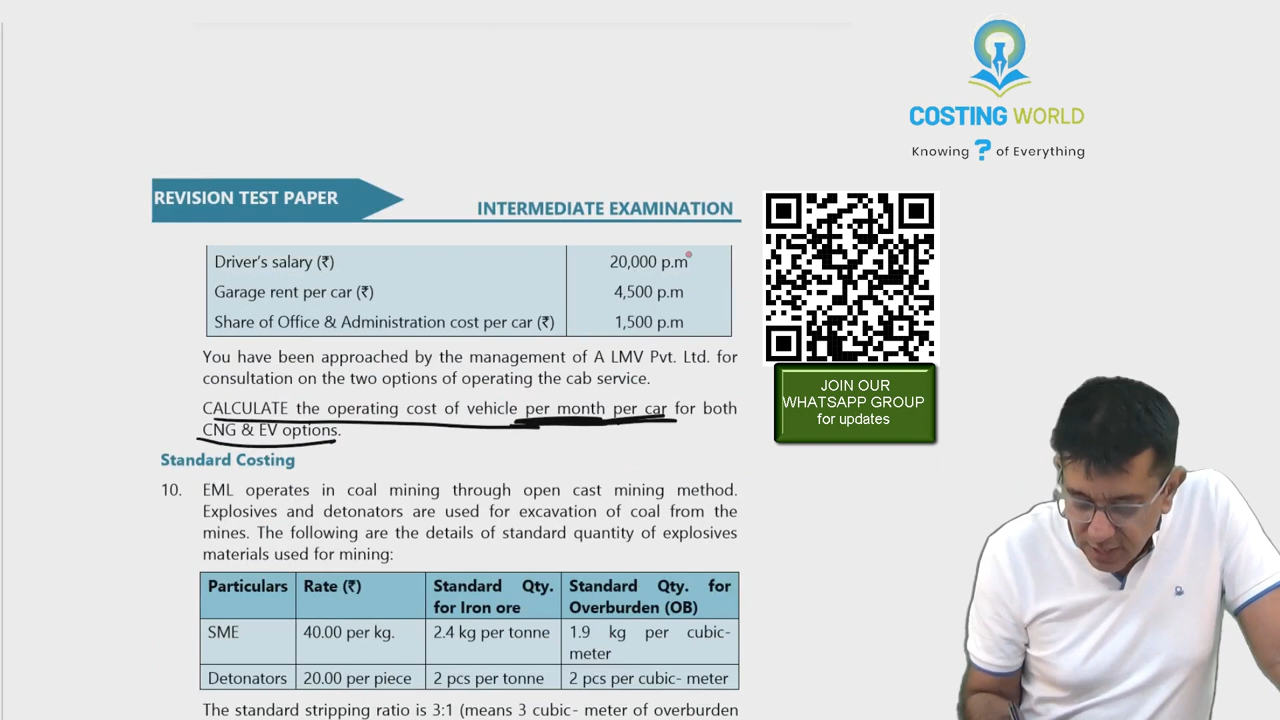 COSTING WORLD
Knowing ? of Everything
REVISION TEST PAPER
INTERMEDIATE EXAMINATION
Driver's salary (₹) 20,000 p.m
Garage rent per car (₹) 4,500 p.m
Share of Office & Administration cost per car (₹) 1,500 p.m
JOIN OUR
WHATSAPP GROUP
for updates
You have been approached by the management of A LMV Pvt. Ltd. for
consultation on the two options of operating the cab service.
CALCULATE the operating cost of vehicle per month per car for both
CNG & EV options.
Standard Costing
10. EML operates in coal mining through open cast mining method.
Explosives and detonators are used for excavation of coal from the
mines. The following are the details of standard quantity of explosives
materials used for mining:
Particulars Rate (₹) Standard Qty. for Iron ore Standard Qty. for Overburden (OB)
SME 40.00 per kg. 2.4 kg per tonne 1.9 kg per cubic- meter
Detonators 20.00 per piece 2 pcs per tonne 2 pcs per cubic- meter
The standard stripping ratio is 3:1 (means 3 cubic- meter of overburden